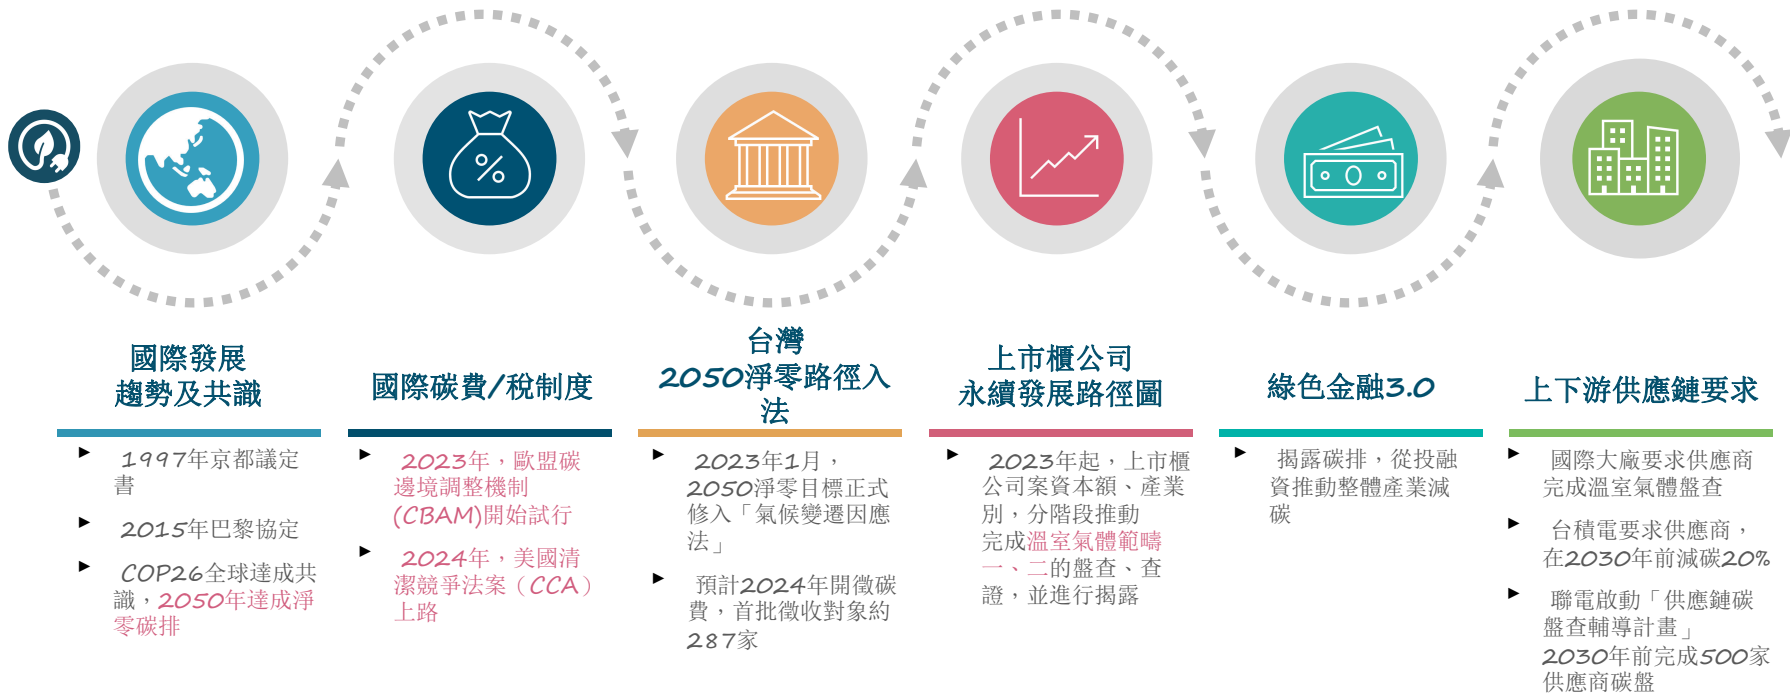 國際發展
趨勢及共識
► 1997年京都議定
書
► 2015年巴黎協定
► COP26全球達成共
識，2050年達成淨
零碳排
國際碳費/稅制度
► 2023年，歐盟碳
邊境調整機制
(CBAM)開始試行
► 2024年，美國清
潔競爭法案（CCA）
上路
台灣
2050淨零路徑入
法
► 2023年1月，
2050淨零目標正式
修入「氣候變遷因應
法」
► 預計2024年開徵碳
費，首批徵收對象約
287家
上市櫃公司
永續發展路徑圖
► 2023年起，上市櫃
公司案資本額、產業
別，分階段推動
完成溫室氣體範疇
一、二的盤查、查
證，並進行揭露
綠色金融3.0
► 揭露碳排，從投融
資推動整體產業減
碳
上下游供應鏈要求
► 國際大廠要求供應商
完成溫室氣體盤查
► 台積電要求供應商，
在2030年前減碳20%
► 聯電啟動「供應鏈碳
盤查輔導計畫」
2030年前完成500家
供應商碳盤